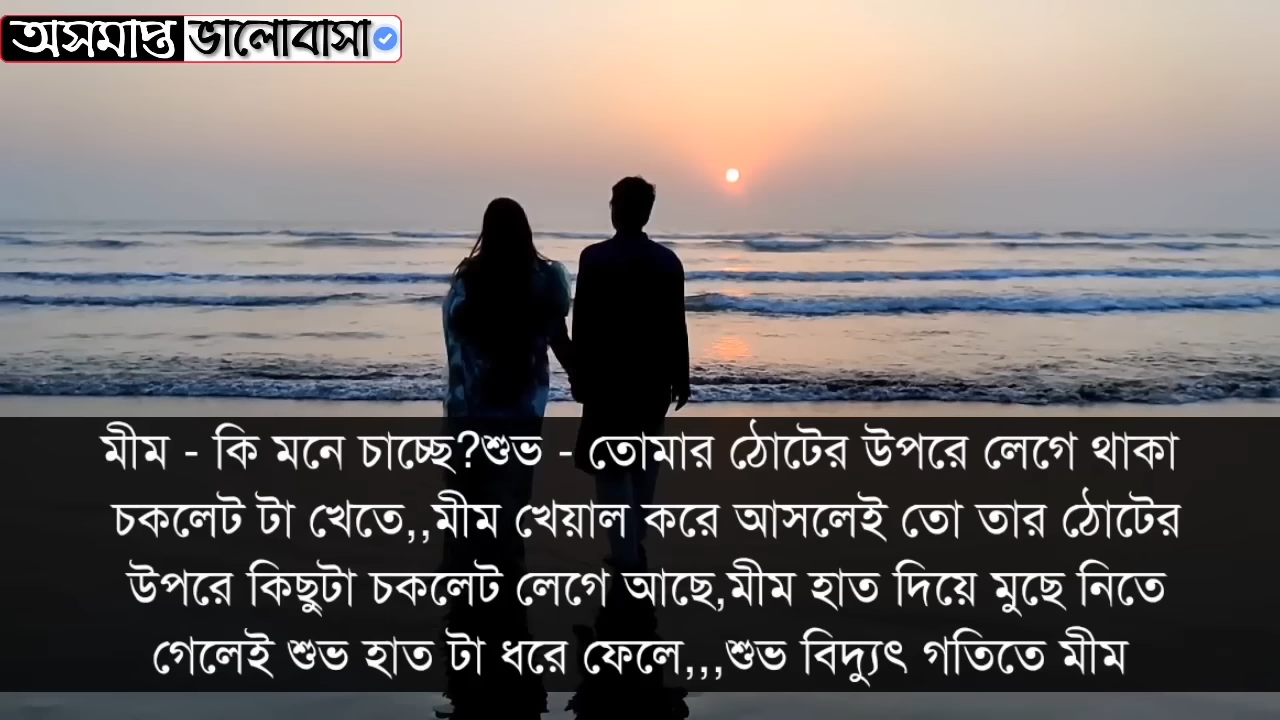 অসমাপ্ত ভালোবাসা
মীম - কি মনে চাচ্ছে?শুভ - তোমার ঠোটের উপরে লেগে থাকা
চকলেট টা খেতে,,মীম খেয়াল করে আসলেই তো তার ঠোটের
উপরে কিছুটা চকলেট লেগে আছে,মীম হাত দিয়ে মুছে নিতে
গেলেই শুভ হাত টা ধরে ফেলে,,,শুভ বিদ্যুৎ গতিতে মীম